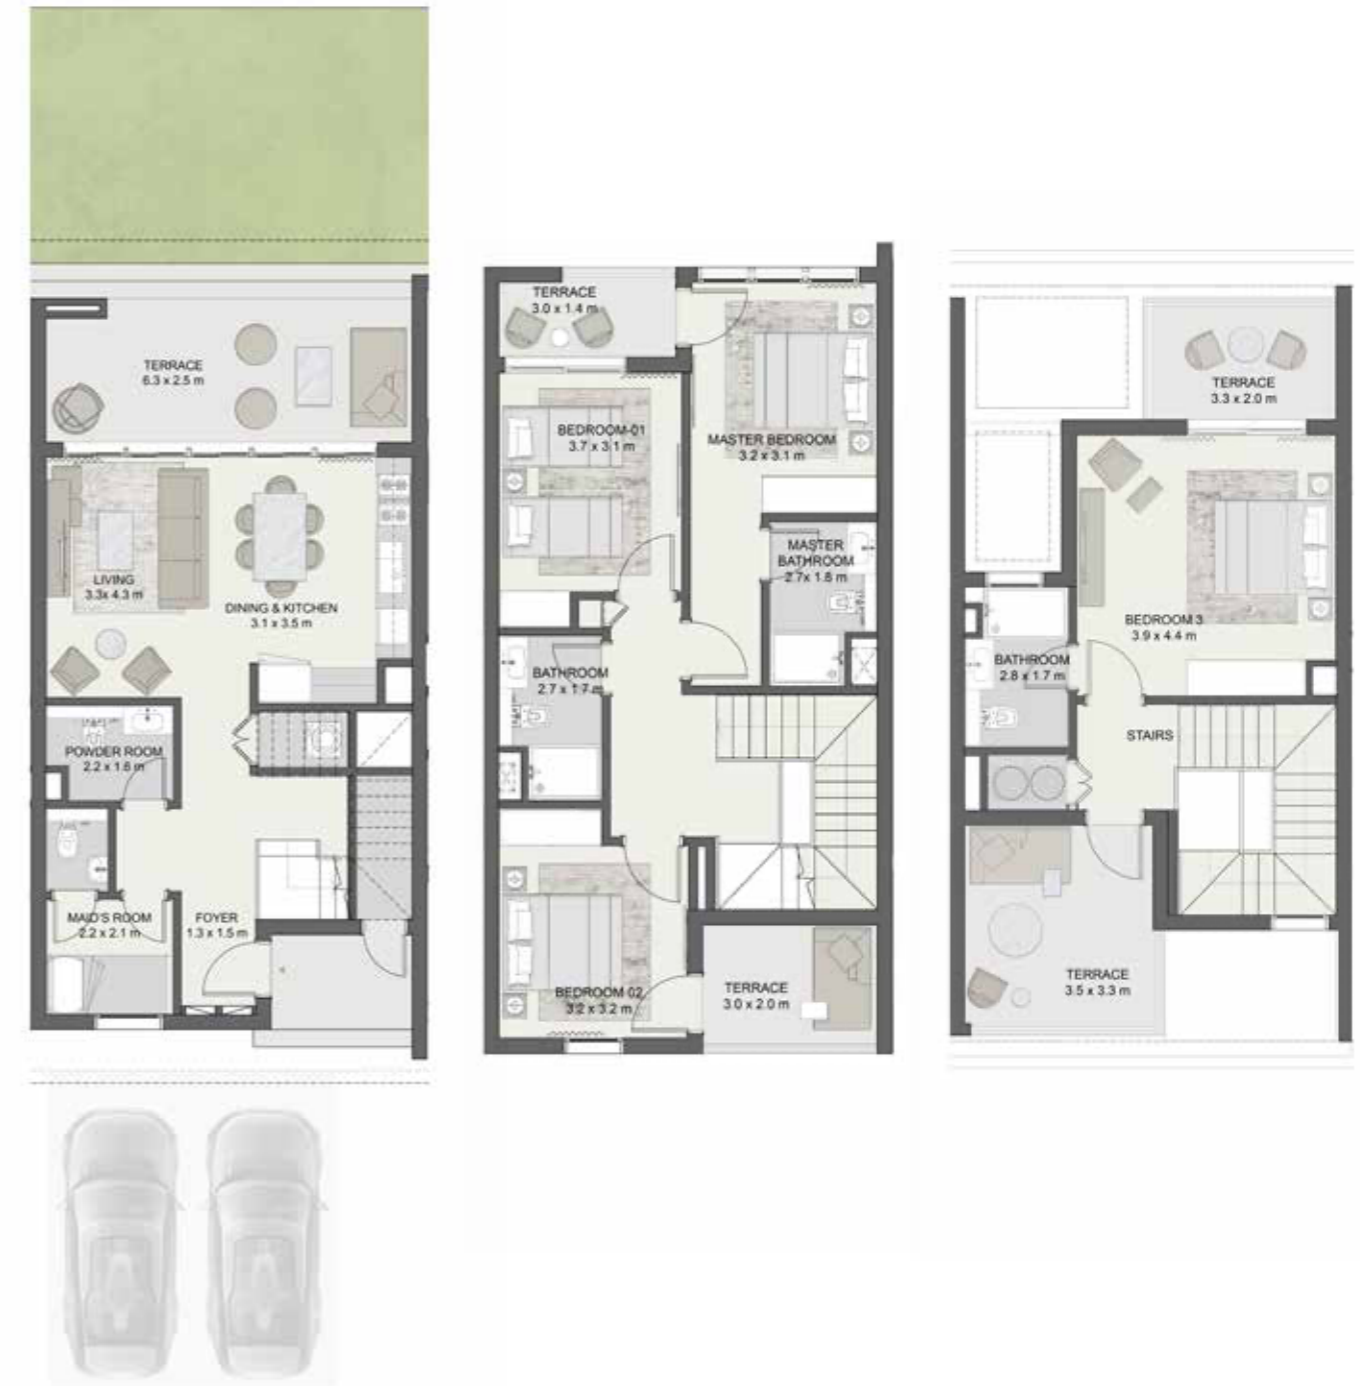 TERRACE
6.3 x 2.5 m
LIVING
3.3x 4.3 m
DINING & KITCHEN
3.1 x 3.5 m
POWDER ROOM
2.2 x 1.6 m
MAID'S ROOM
2.2 x 2.1 m
FOYER
1.3 x 1.5 m
TERRACE
3.0 x 1.4 m
BEDROOM-01
3.7 x 3.1 m
MASTER BEDROOM
3.2 x 3.1 m
MASTER
BATHROOM
2.7x 1.6 m
BATHROOM
2.7 x 1.7 m
BEDROOM 02
3.2 x 3.2 m
TERRACE
3.0 x 2.0 m
TERRACE
3.3 x 2.0 m
BEDROOM 3
3.9 x 4.4 m
BATHROOM
2.8 x 1.7 m
STAIRS
TERRACE
3.5 x 3.3 m